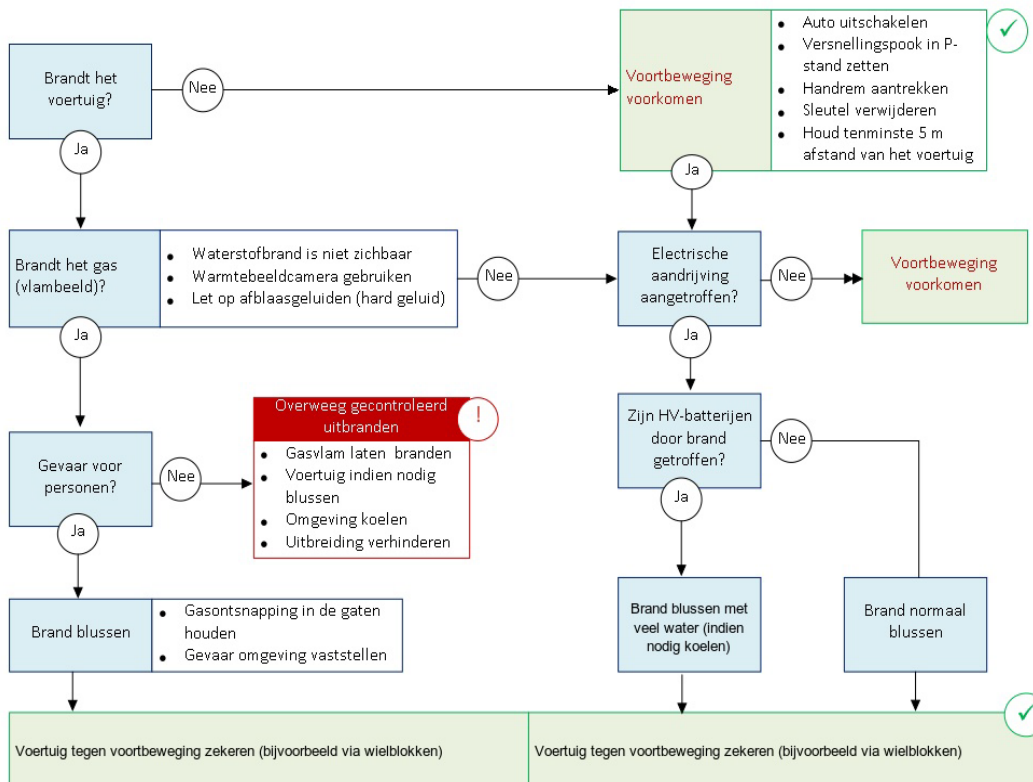 Brandt het
voertuig?
Nee
Voortbeweging
voorkomen
• Auto uitschakelen
• Versnellingspook in P-
stand zetten
• Handrem aantrekken
• Sleutel verwijderen
• Houd tenminste 5 m
afstand van het voertuig
✓
Ja
Ja
Brandt het gas
(vlambeeld)?
• Waterstofbrand is niet zichbaar
• Warmtebeeldcamera gebruiken
• Let op afblaasgeluiden (hard geluid)
Nee
Electrische
aandrijving
aangetroffen?
Nee
Voortbeweging
voorkomen
Ja
Ja
Gevaar voor
personen?
Nee
Overweeg gecontroleerd
uitbranden
!
• Gasvlam laten branden
• Voertuig indien nodig
blussen
• Omgeving koelen
• Uitbreiding verhinderen
Zijn HV-batterijen
door brand
getroffen?
Nee
Ja
Ja
Brand blussen
• Gasontsnapping in de gaten
houden
• Gevaar omgeving vaststellen
Brand blussen met
veel water (indien
nodig koelen)
Brand normaal
blussen
✓
Voertuig tegen voortbeweging zekeren (bijvoorbeeld via wielblokken)
Voertuig tegen voortbeweging zekeren (bijvoorbeeld via wielblokken)